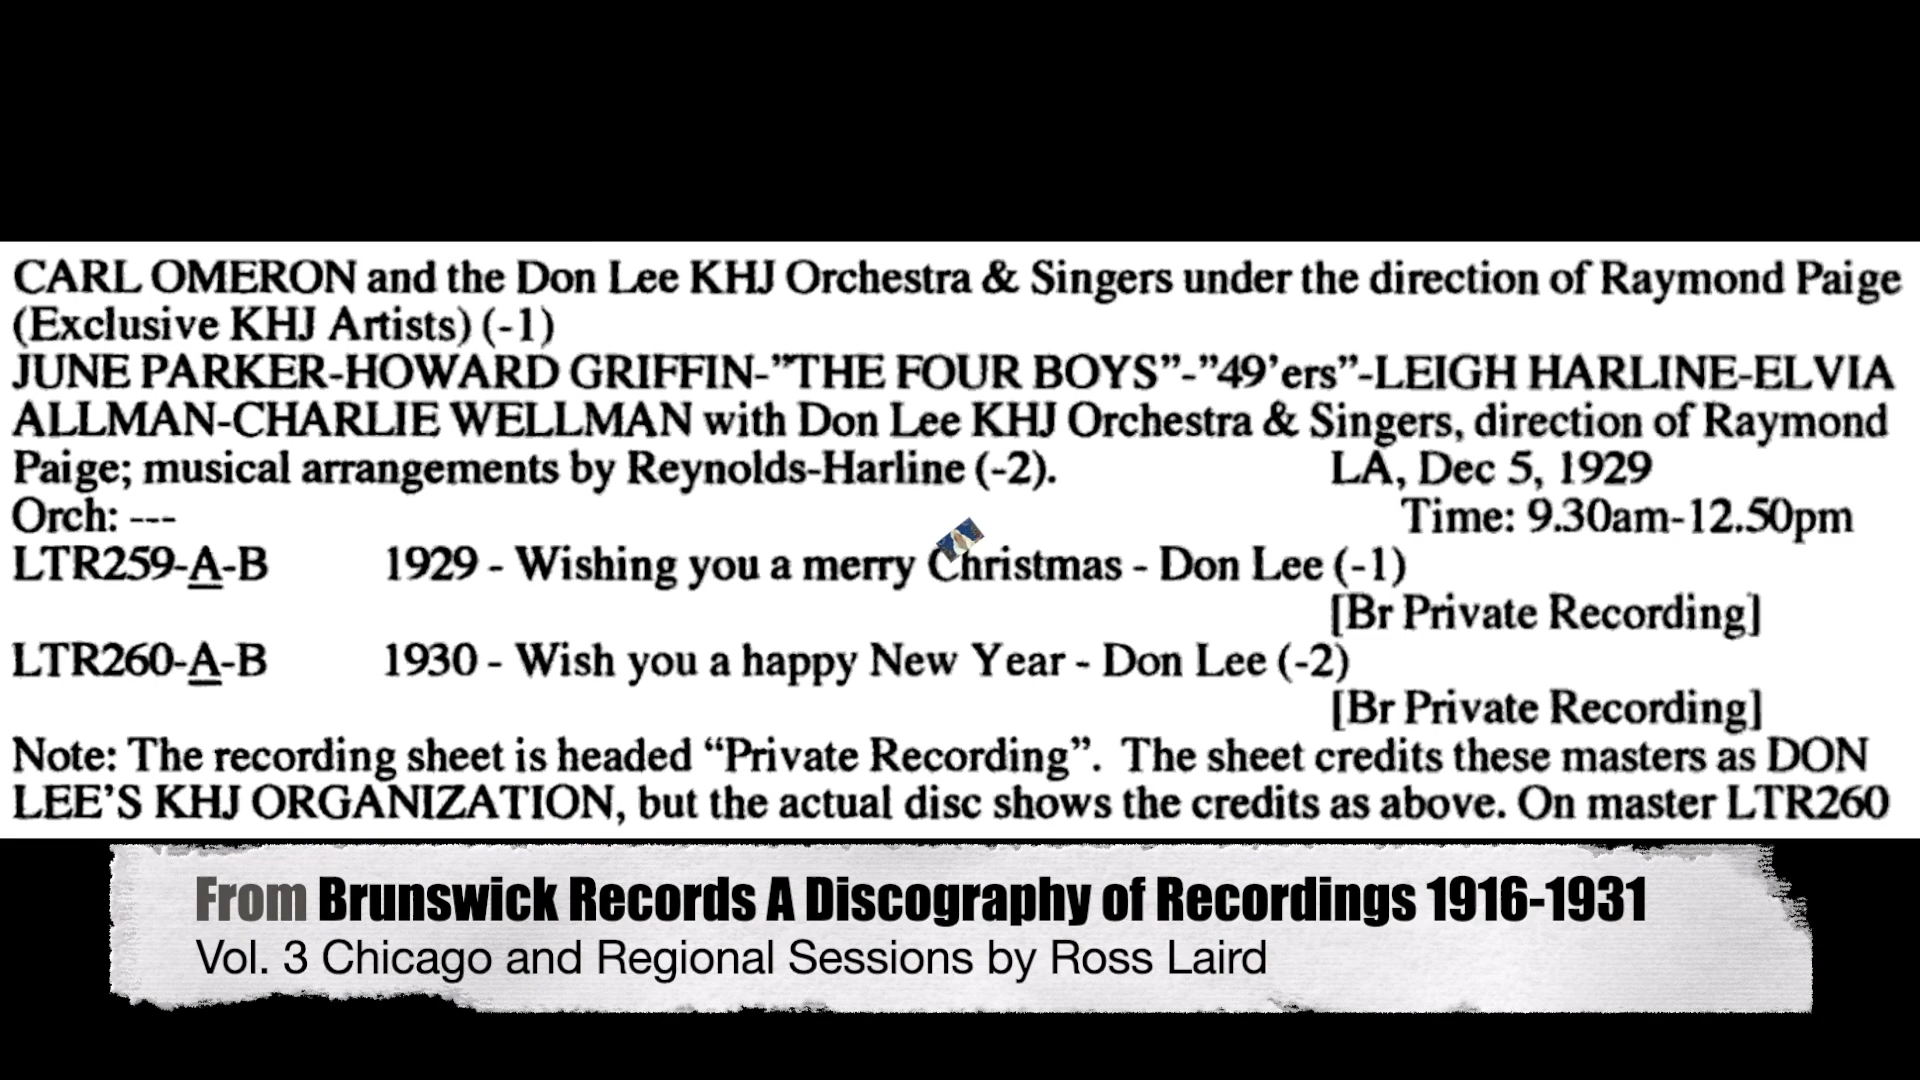 CARL OMERON and the Don Lee KHJ Orchestra & Singers under the direction of Raymond Paige
(Exclusive KHJ Artists) (-1)
JUNE PARKER-HOWARD GRIFFIN-”THE FOUR BOYS”-”49’ers”-LEIGH HARLINE-ELVIA
ALLMAN-CHARLIE WELLMAN with Don Lee KHJ Orchestra & Singers, direction of Raymond
Paige; musical arrangements by Reynolds-Harline (-2). LA, Dec 5, 1929
Orch: --- Time: 9.30am-12.50pm
LTR259-A-B 1929 - Wishing you a merry Christmas - Don Lee (-1)
[Br Private Recording]
LTR260-A-B 1930 - Wish you a happy New Year - Don Lee (-2)
[Br Private Recording]
Note: The recording sheet is headed “Private Recording”. The sheet credits these masters as DON
LEE’S KHJ ORGANIZATION, but the actual disc shows the credits as above. On master LTR260
From Brunswick Records A Discography of Recordings 1916-1931
Vol. 3 Chicago and Regional Sessions by Ross Laird